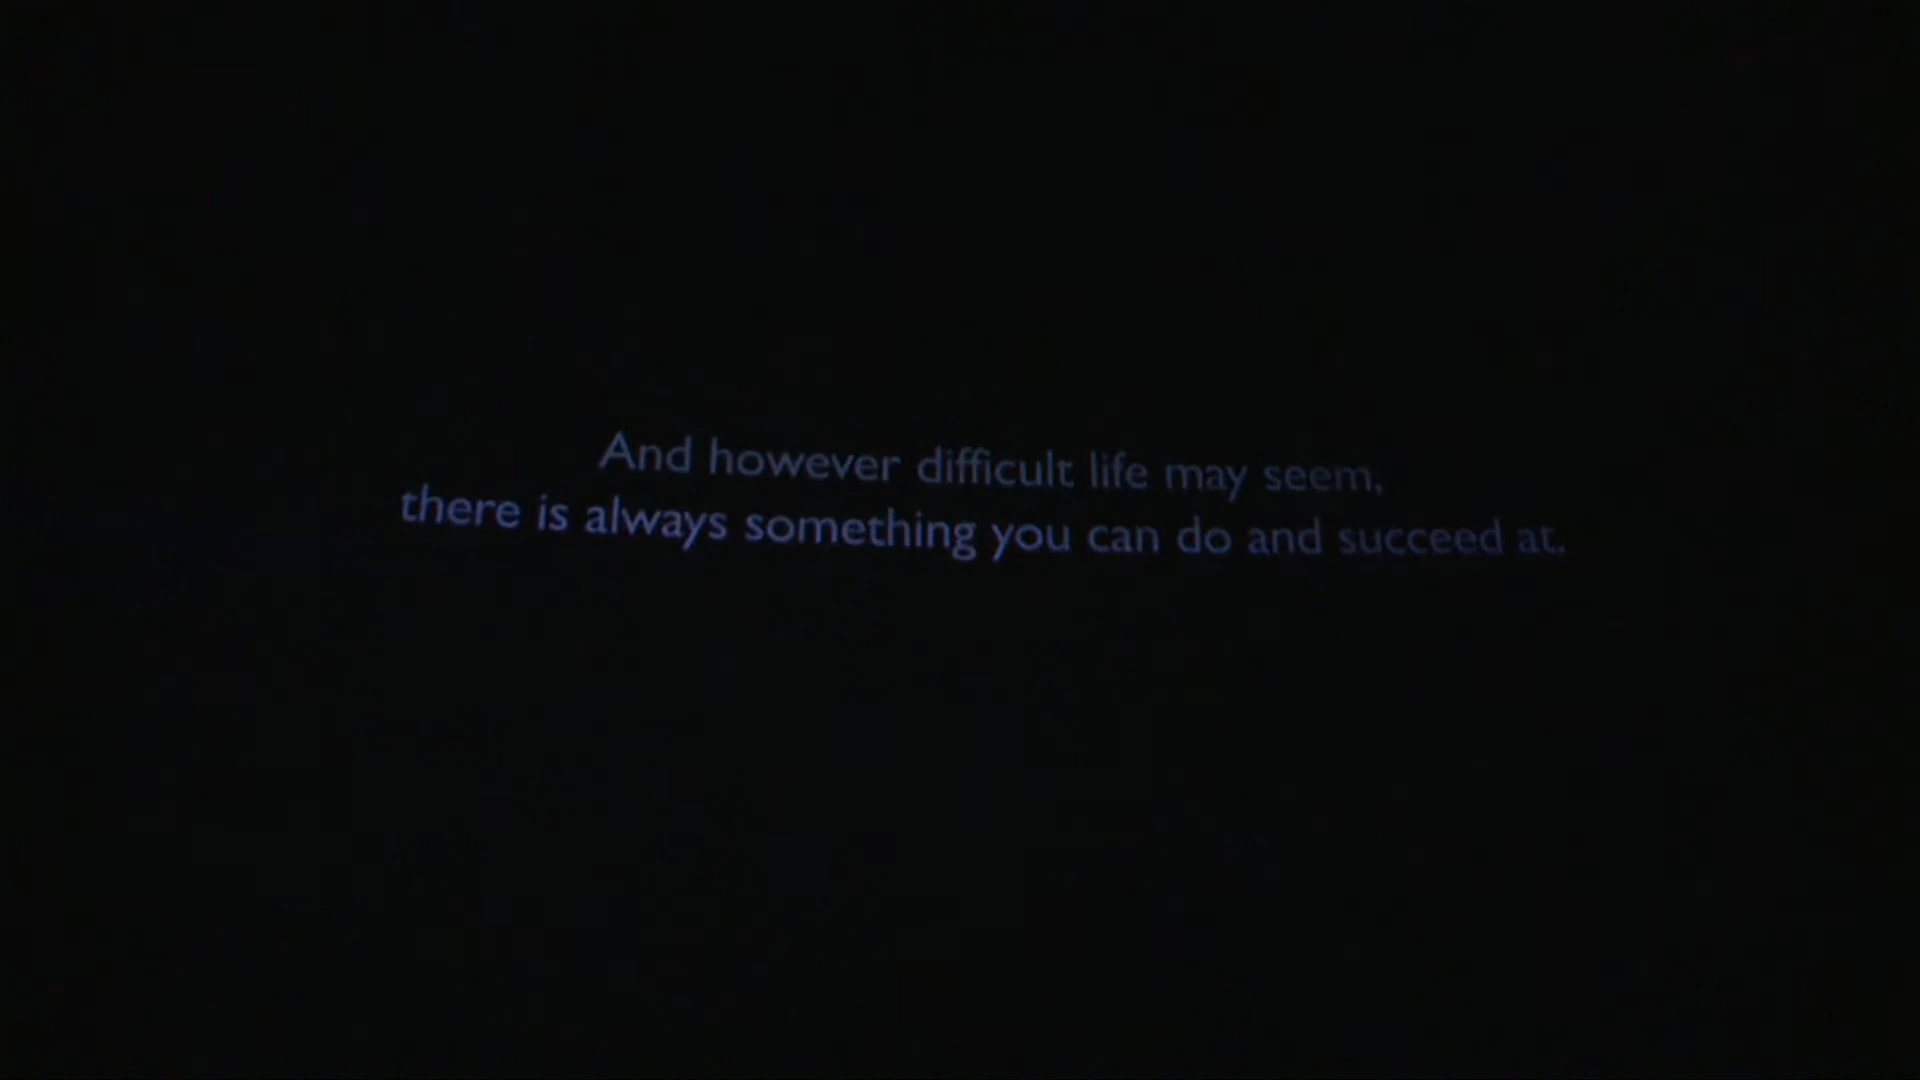 And however difficult life may seem,
there is always something you can do and succeed at.